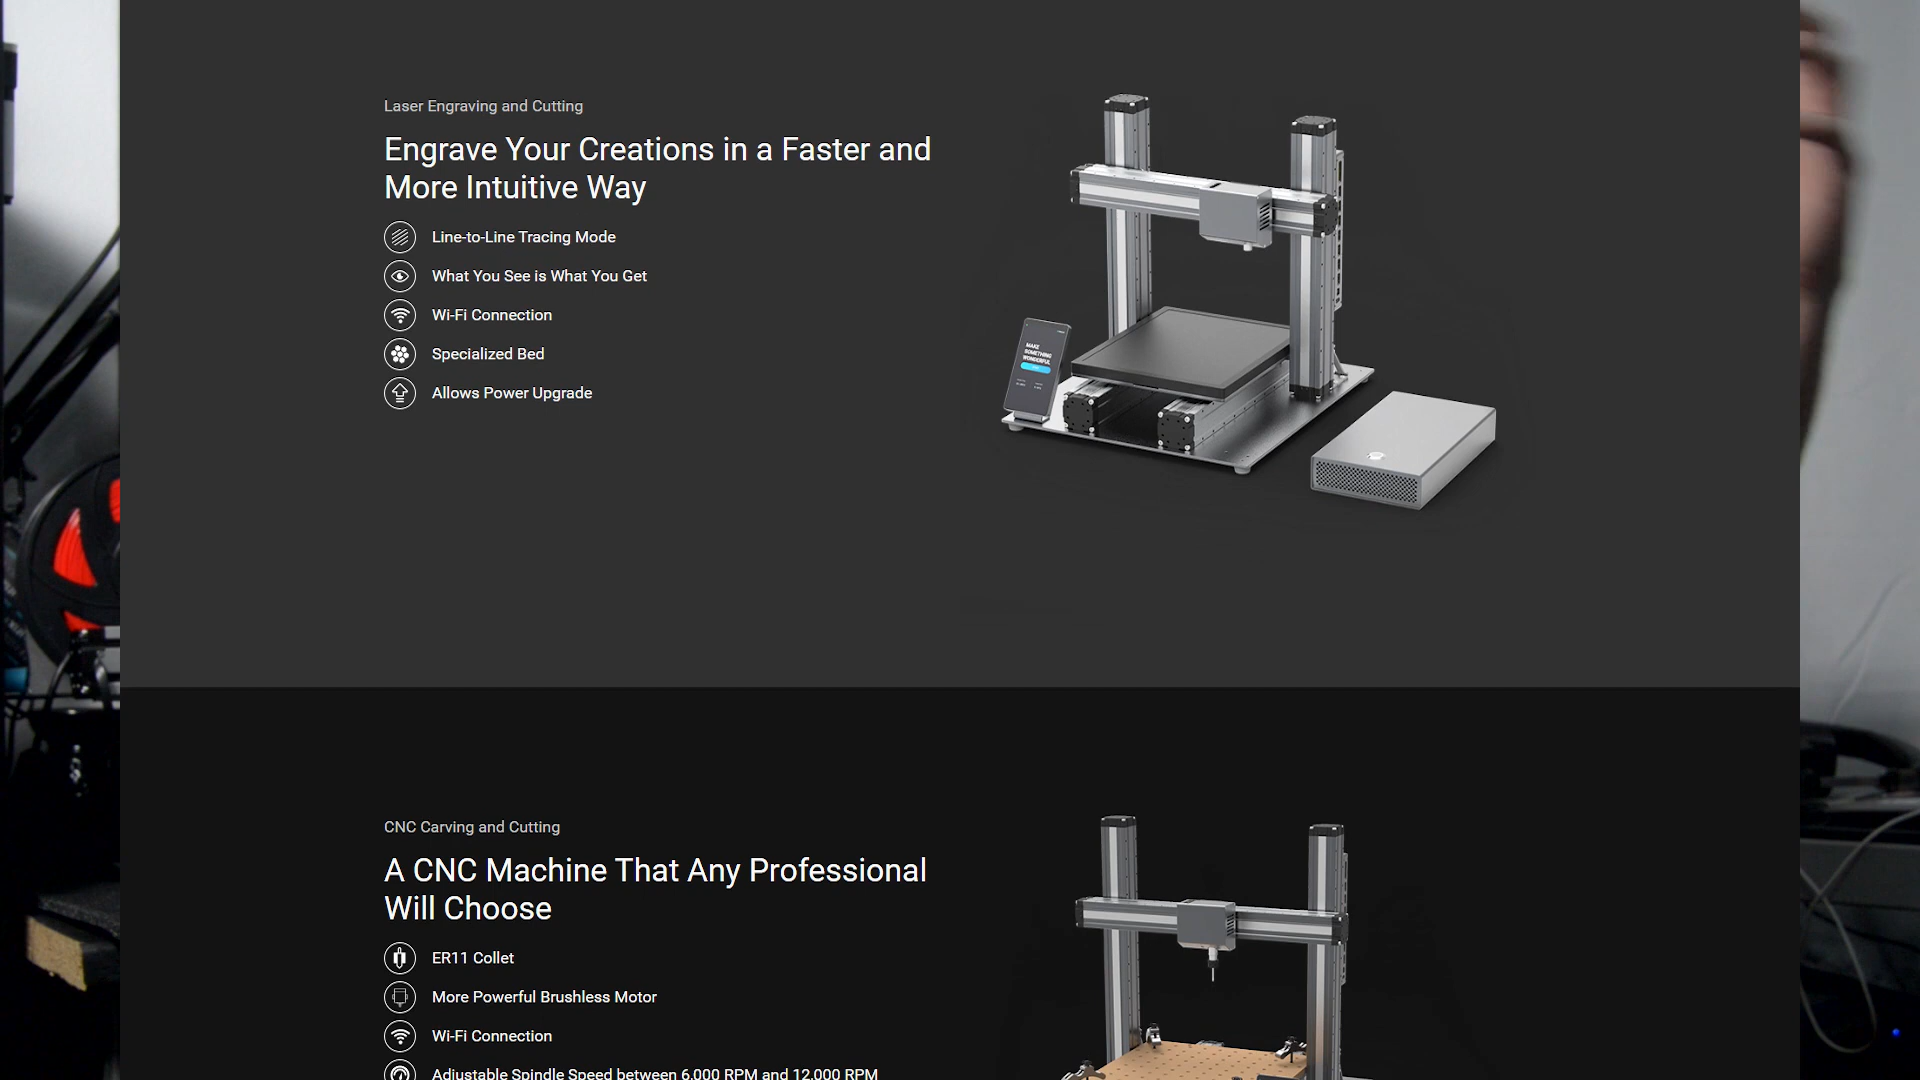 Laser Engraving and Cutting
Engrave Your Creations in a Faster and
More Intuitive Way
Line-to-Line Tracing Mode
What You See is What You Get
Wi-Fi Connection
Specialized Bed
Allows Power Upgrade
MAKE
SOMETHING
WONDERFUL
CNC Carving and Cutting
A CNC Machine That Any Professional
Will Choose
ER11 Collet
More Powerful Brushless Motor
Wi-Fi Connection
Adjustable Spindle Speed between 6,000 RPM and 12,000 RPM